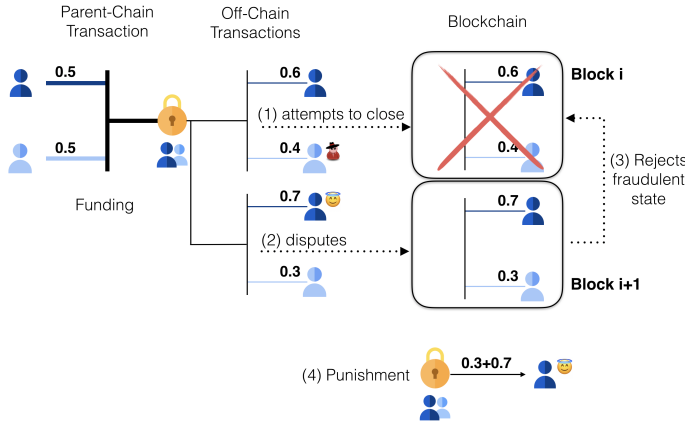 Parent-Chain
Transaction
Off-Chain
Transactions
Blockchain
0.5
0.5
Funding
0.6
(1) attempts to close
0.4
0.7
(2) disputes
0.3
0.6
Block i
0.4
0.7
0.3
Block i+1
(3) Rejects
fraudulent
state
(4) Punishment
0.3+0.7